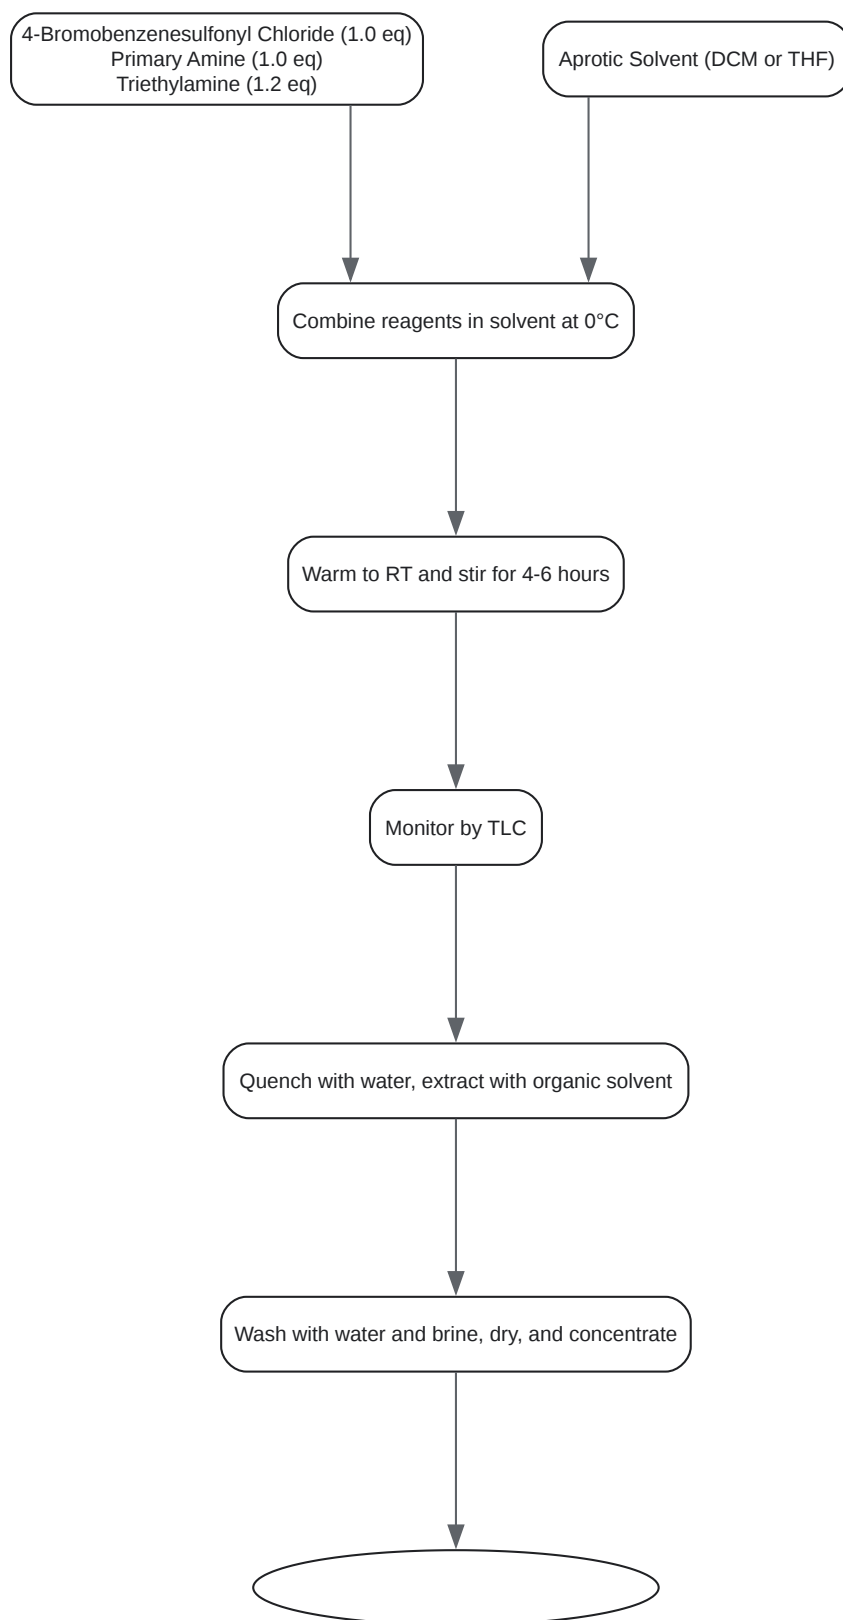 4-Bromobenzenesulfonyl Chloride (1.0 eq)
Primary Amine (1.0 eq)
Triethylamine (1.2 eq)
Aprotic Solvent (DCM or THF)
Combine reagents in solvent at 0°C
Warm to RT and stir for 4-6 hours
Monitor by TLC
Quench with water, extract with organic solvent
Wash with water and brine, dry, and concentrate